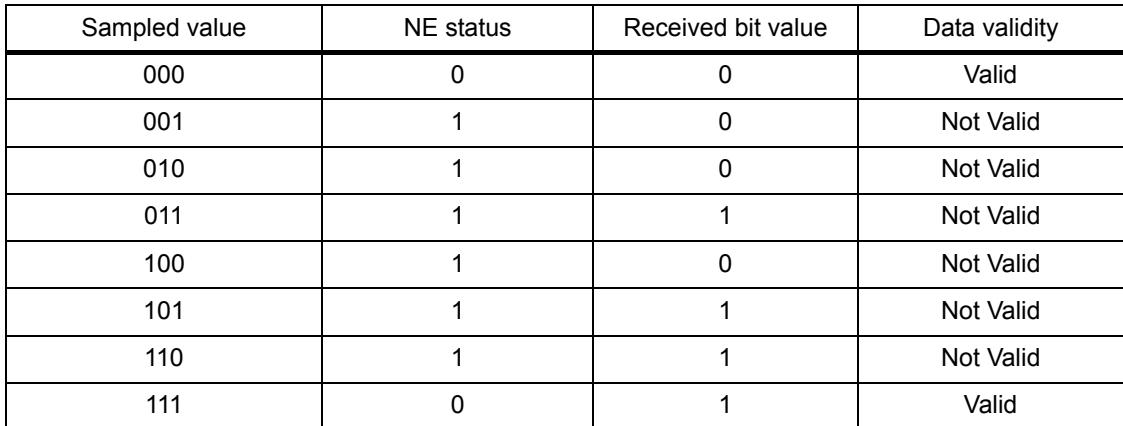 Sampled value NE status Received bit value Data validity
000 0 0 Valid
001 1 0 Not Valid
010 1 0 Not Valid
011 1 1 Not Valid
100 1 0 Not Valid
101 1 1 Not Valid
110 1 1 Not Valid
111 0 1 Valid